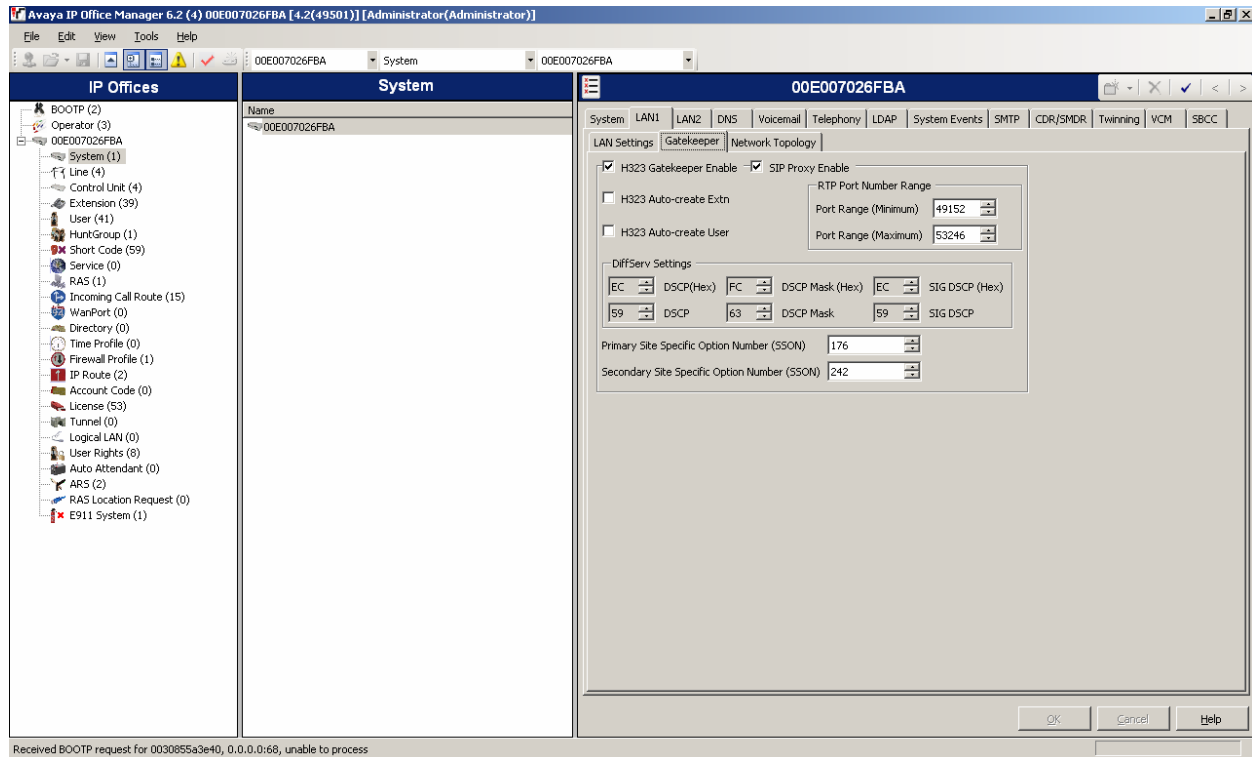 Avaya IP Office Manager 6.2 (4) 00E007026FBA [4.2(49501)] [Administrator(Administrator)]
File Edit View Tools Help
00E007026FBA System 00E007026FBA
IP Offices
BOOTP (2)
Operator (3)
00E007026FBA
System (1)
Line (4)
Control Unit (4)
Extension (39)
User (41)
HuntGroup (1)
Short Code (59)
Service (0)
RAS (1)
Incoming Call Route (15)
WanPort (0)
Directory (0)
Time Profile (0)
Firewall Profile (1)
IP Route (2)
Account Code (0)
License (53)
Tunnel (0)
Logical LAN (0)
User Rights (8)
Auto Attendant (0)
ARS (2)
RAS Location Request (0)
E911 System (1)
System
Name
00E007026FBA
00E007026FBA
System LAN1 LAN2 DNS Voicemail Telephony LDAP System Events SMTP CDR/SMDR Twinning VCM SBCC
LAN Settings Gatekeeper Network Topology
H323 Gatekeeper Enable SIP Proxy Enable
RTP Port Number Range
H323 Auto-create Extn
Port Range (Minimum) 49152
H323 Auto-create User
Port Range (Maximum) 53246
DiffServ Settings
EC DSCP(Hex) FC DSCP Mask (Hex) EC SIG DSCP (Hex)
59 DSCP 63 DSCP Mask 59 SIG DSCP
Primary Site Specific Option Number (SSON) 176
Secondary Site Specific Option Number (SSON) 242
OK Cancel Help
Received BOOTP request for 0030855a3e40, 0.0.0.0:68, unable to process